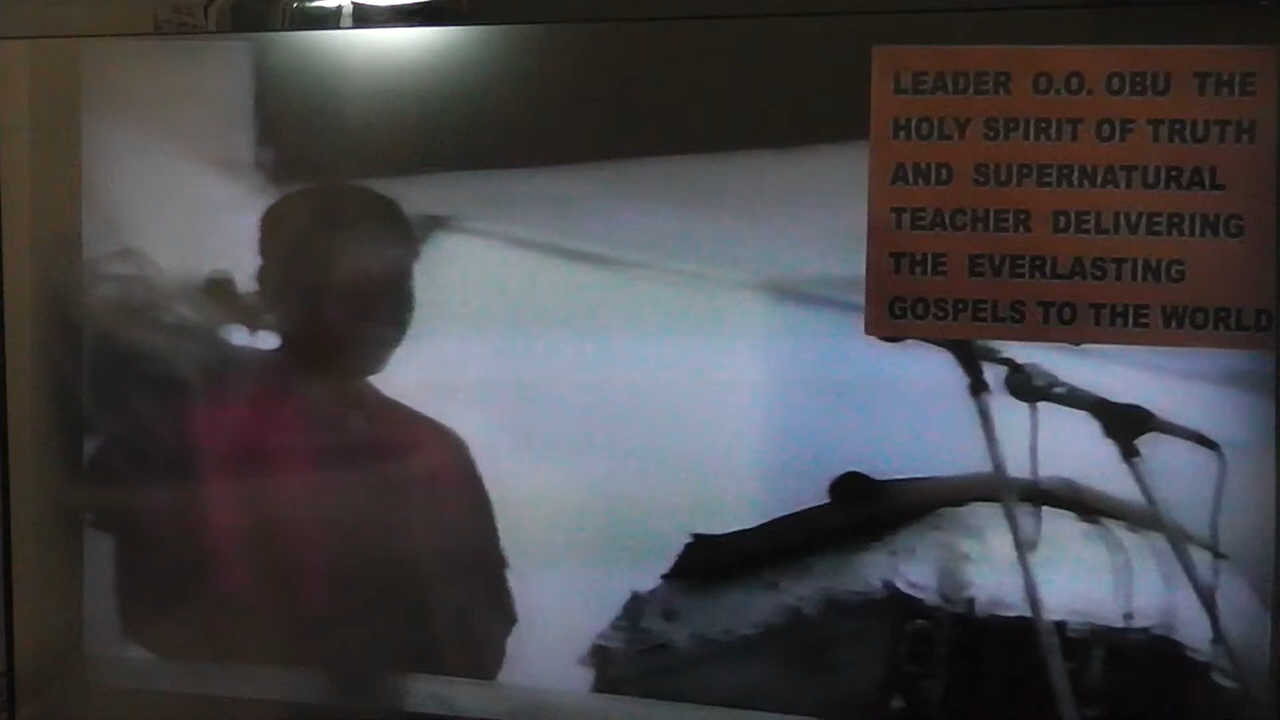 LEADER O.O. OBU THE
HOLY SPIRIT OF TRUTH
AND SUPERNATURAL
TEACHER DELIVERING
THE EVERLASTING
GOSPELS TO THE WORLD